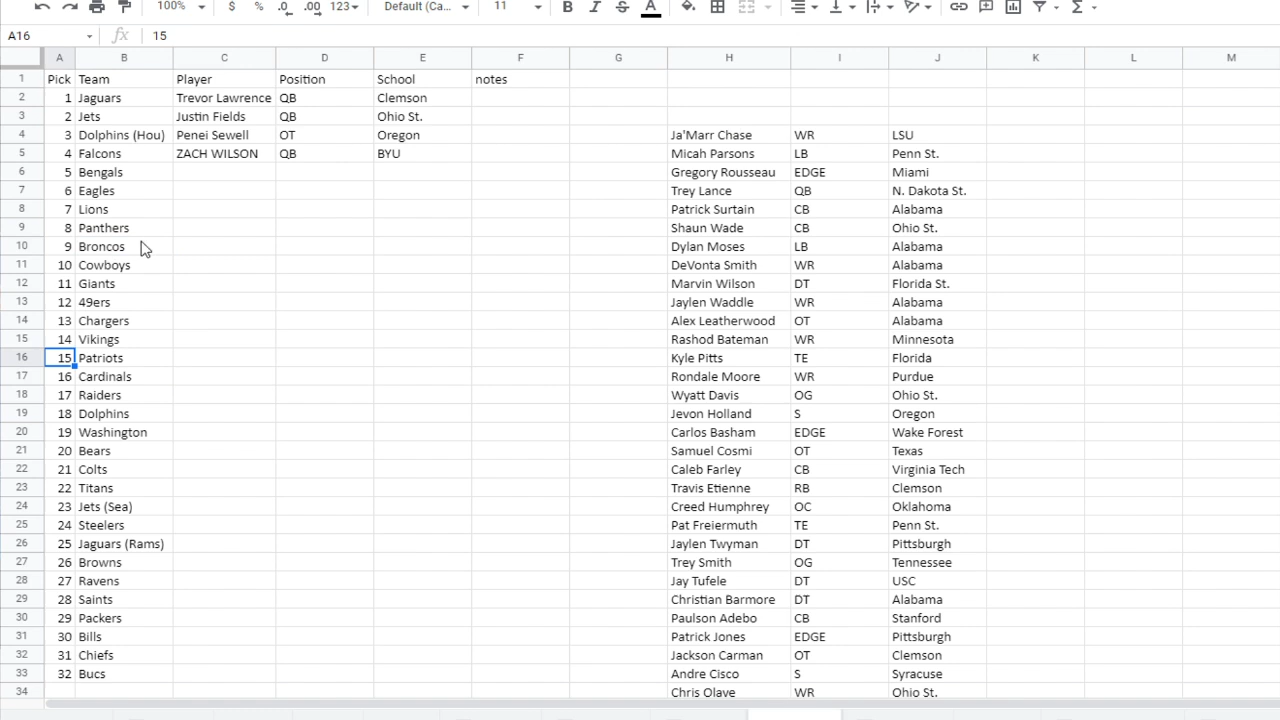 100% $ % .0 .00 123 Default (Ca... 11 B I S A Σ
A16 fx 15
A B C D E F G H I J K L M
1 Pick Team Player Position School notes
2 1 Jaguars Trevor Lawrence QB Clemson
3 2 Jets Justin Fields QB Ohio St.
4 3 Dolphins (Hou) Penei Sewell OT Oregon Ja'Marr Chase WR LSU
5 4 Falcons ZACH WILSON QB BYU Micah Parsons LB Penn St.
6 5 Bengals Gregory Rousseau EDGE Miami
7 6 Eagles Trey Lance QB N. Dakota St.
8 7 Lions Patrick Surtain CB Alabama
9 8 Panthers Shaun Wade CB Ohio St.
10 9 Broncos Dylan Moses LB Alabama
11 10 Cowboys DeVonta Smith WR Alabama
12 11 Giants Marvin Wilson DT Florida St.
13 12 49ers Jaylen Waddle WR Alabama
14 13 Chargers Alex Leatherwood OT Alabama
15 14 Vikings Rashod Bateman WR Minnesota
16 15 Patriots Kyle Pitts TE Florida
17 16 Cardinals Rondale Moore WR Purdue
18 17 Raiders Wyatt Davis OG Ohio St.
19 18 Dolphins Jevon Holland S Oregon
20 19 Washington Carlos Basham EDGE Wake Forest
21 20 Bears Samuel Cosmi OT Texas
22 21 Colts Caleb Farley CB Virginia Tech
23 22 Titans Travis Etienne RB Clemson
24 23 Jets (Sea) Creed Humphrey OC Oklahoma
25 24 Steelers Pat Freiermuth TE Penn St.
26 25 Jaguars (Rams) Jaylen Twyman DT Pittsburgh
27 26 Browns Trey Smith OG Tennessee
28 27 Ravens Jay Tufele DT USC
29 28 Saints Christian Barmore DT Alabama
30 29 Packers Paulson Adebo CB Stanford
31 30 Bills Patrick Jones EDGE Pittsburgh
32 31 Chiefs Jackson Carman OT Clemson
33 32 Bucs Andre Cisco S Syracuse
34 Chris Olave WR Ohio St.